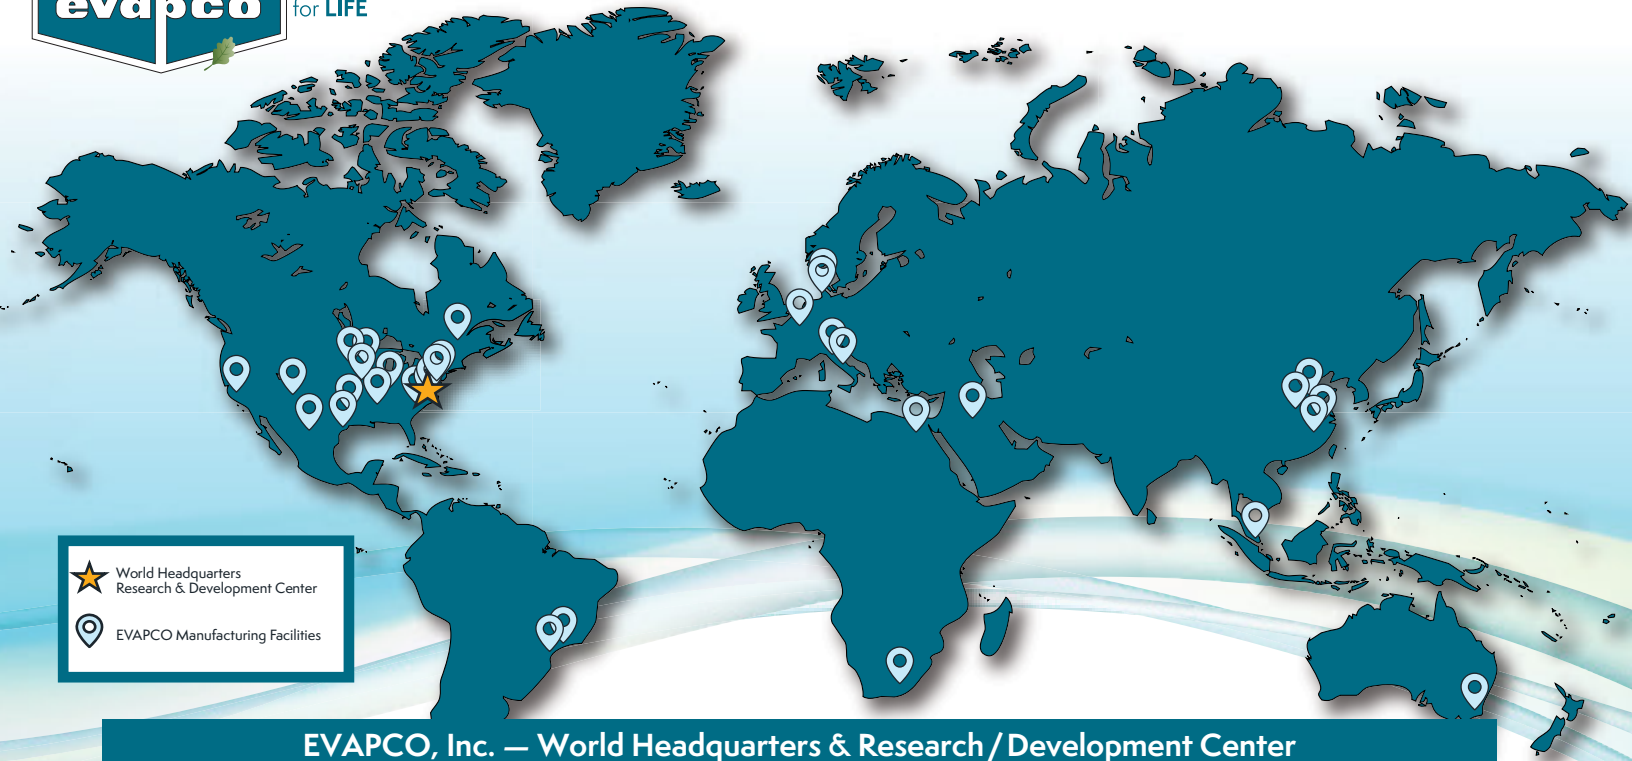 evapco
for LIFE
World Headquarters
Research & Development Center
EVAPCO Manufacturing Facilities
EVAPCO, Inc. — World Headquarters & Research / Development Center